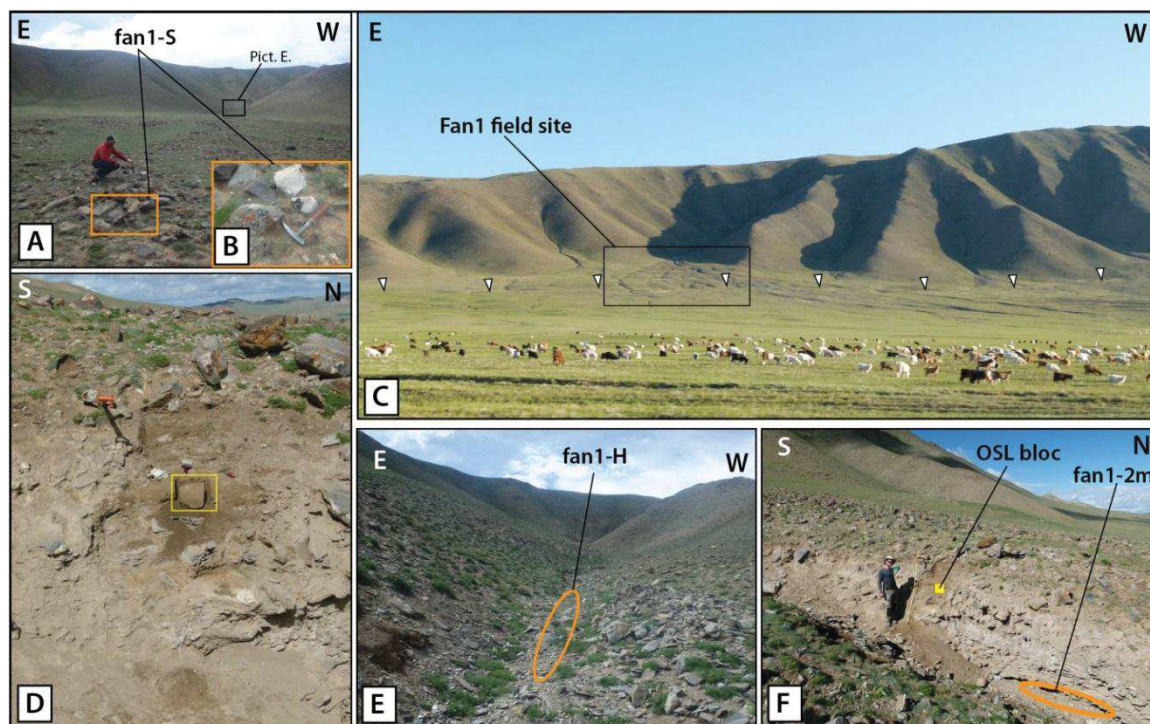 E
W
fan1-S
Pict. E.
A
B
E
W
Fan1 field site
C
S
N
D
E
W
fan1-H
E
S
N
OSL bloc
fan1-2m
F